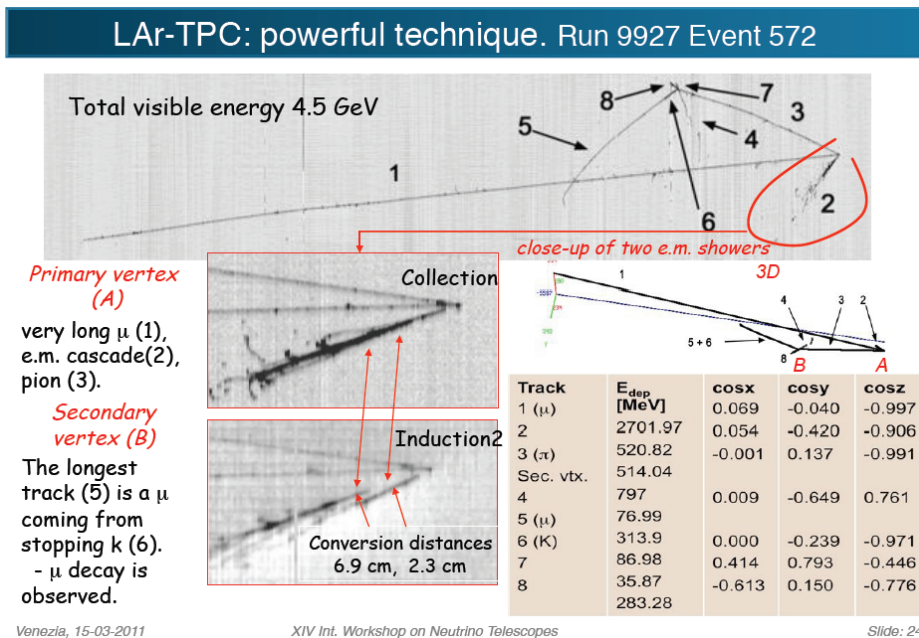 LAr-TPC: powerful technique. Run 9927 Event 572
Total visible energy 4.5 GeV
8
7
3
5
4
1
2
6
close-up of two e.m. showers
3D
Primary vertex
(A)
very long μ (1),
e.m. cascade(2),
pion (3).
Secondary
vertex (B)
The longest
track (5) is a μ
coming from
stopping k (6).
- μ decay is
observed.
Collection
Induction2
Conversion distances
6.9 cm, 2.3 cm
1
4
3
2
5 + 6
8
B
A
Track E dep [MeV] cosx cosy cosz
1 (μ) 0.069 -0.040 -0.997
2 2701.97 0.054 -0.420 -0.906
3 (π) 520.82 -0.001 0.137 -0.991
Sec. vtx. 514.04
4 797 0.009 -0.649 0.761
5 (μ) 76.99
6 (K) 313.9 0.000 -0.239 -0.971
7 86.98 0.414 0.793 -0.446
8 35.87 -0.613 0.150 -0.776
283.28
Venezia, 15-03-2011
XIV Int. Workshop on Neutrino Telescopes
Slide: 24